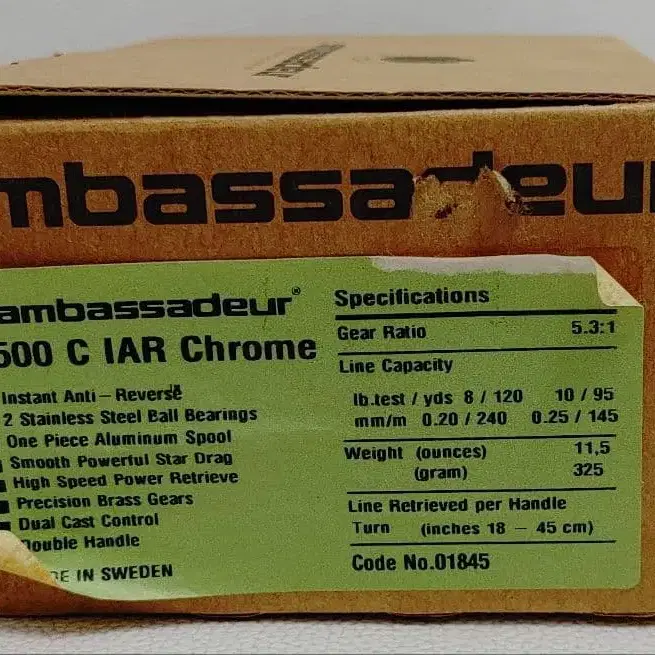 mbassadeu
ambassadeur®
500 C IAR Chrome
Instant Anti – Reverse
2 Stainless Steel Ball Bearings
One Piece Aluminum Spool
Smooth Powerful Star Drag
High Speed Power Retrieve
Precision Brass Gears
Dual Cast Control
Double Handle
DE IN SWEDEN
Specifications
Gear Ratio 5.3:1
Line Capacity
lb.test / yds 8 / 120 10 / 95
mm/m 0.20 / 240 0.25 / 145
Weight (ounces) 11,5
(gram) 325
Line Retrieved per Handle
Turn (inches 18 – 45 cm)
Code No.01845